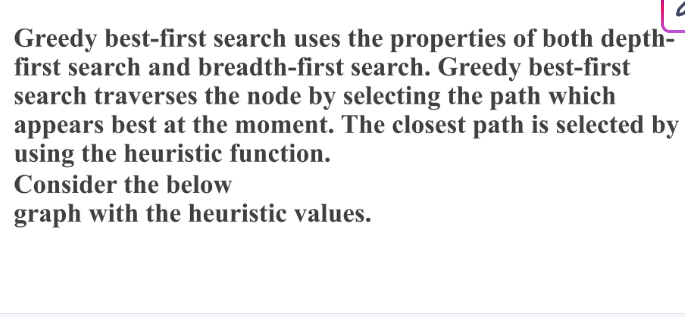 Greedy best-first search uses the properties of both depth-
first search and breadth-first search. Greedy best-first
search traverses the node by selecting the path which
appears best at the moment. The closest path is selected by
using the heuristic function.
Consider the below
graph with the heuristic values.